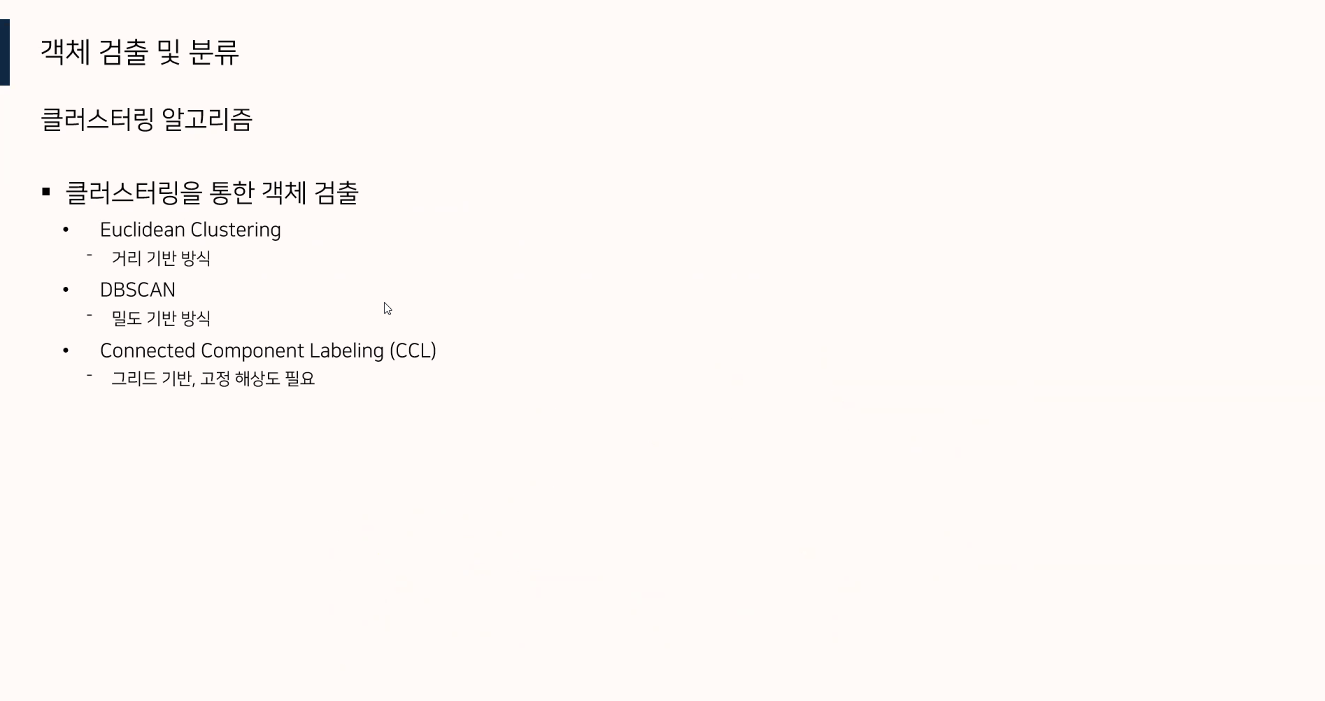 객체 검출 및 분류
클러스터링 알고리즘
▪ 클러스터링을 통한 객체 검출
• Euclidean Clustering
- 거리 기반 방식
• DBSCAN
- 밀도 기반 방식
• Connected Component Labeling (CCL)
- 그리드 기반, 고정 해상도 필요